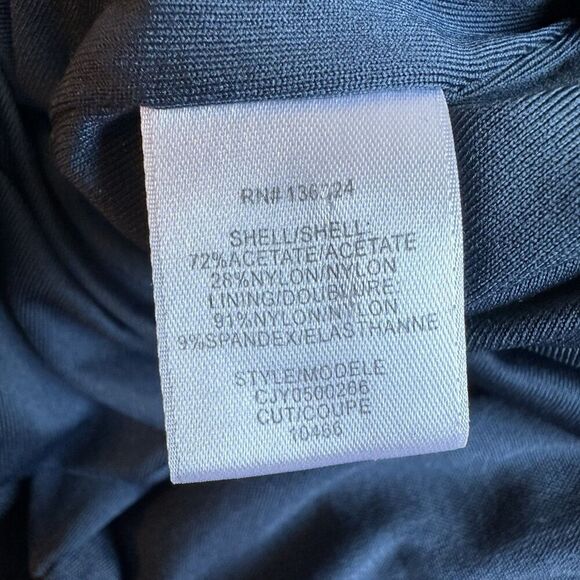 RN#
SHELL/SHELL:
72%ACETATE/ACETATE
28%NYLON/NYLON
LINING/DOUBLURE
91%NYLON/NYLON
9%SPANDEX/ELASTHANNE
STYLE/MODELE
CJY0500266
CUT/COUPE
10466